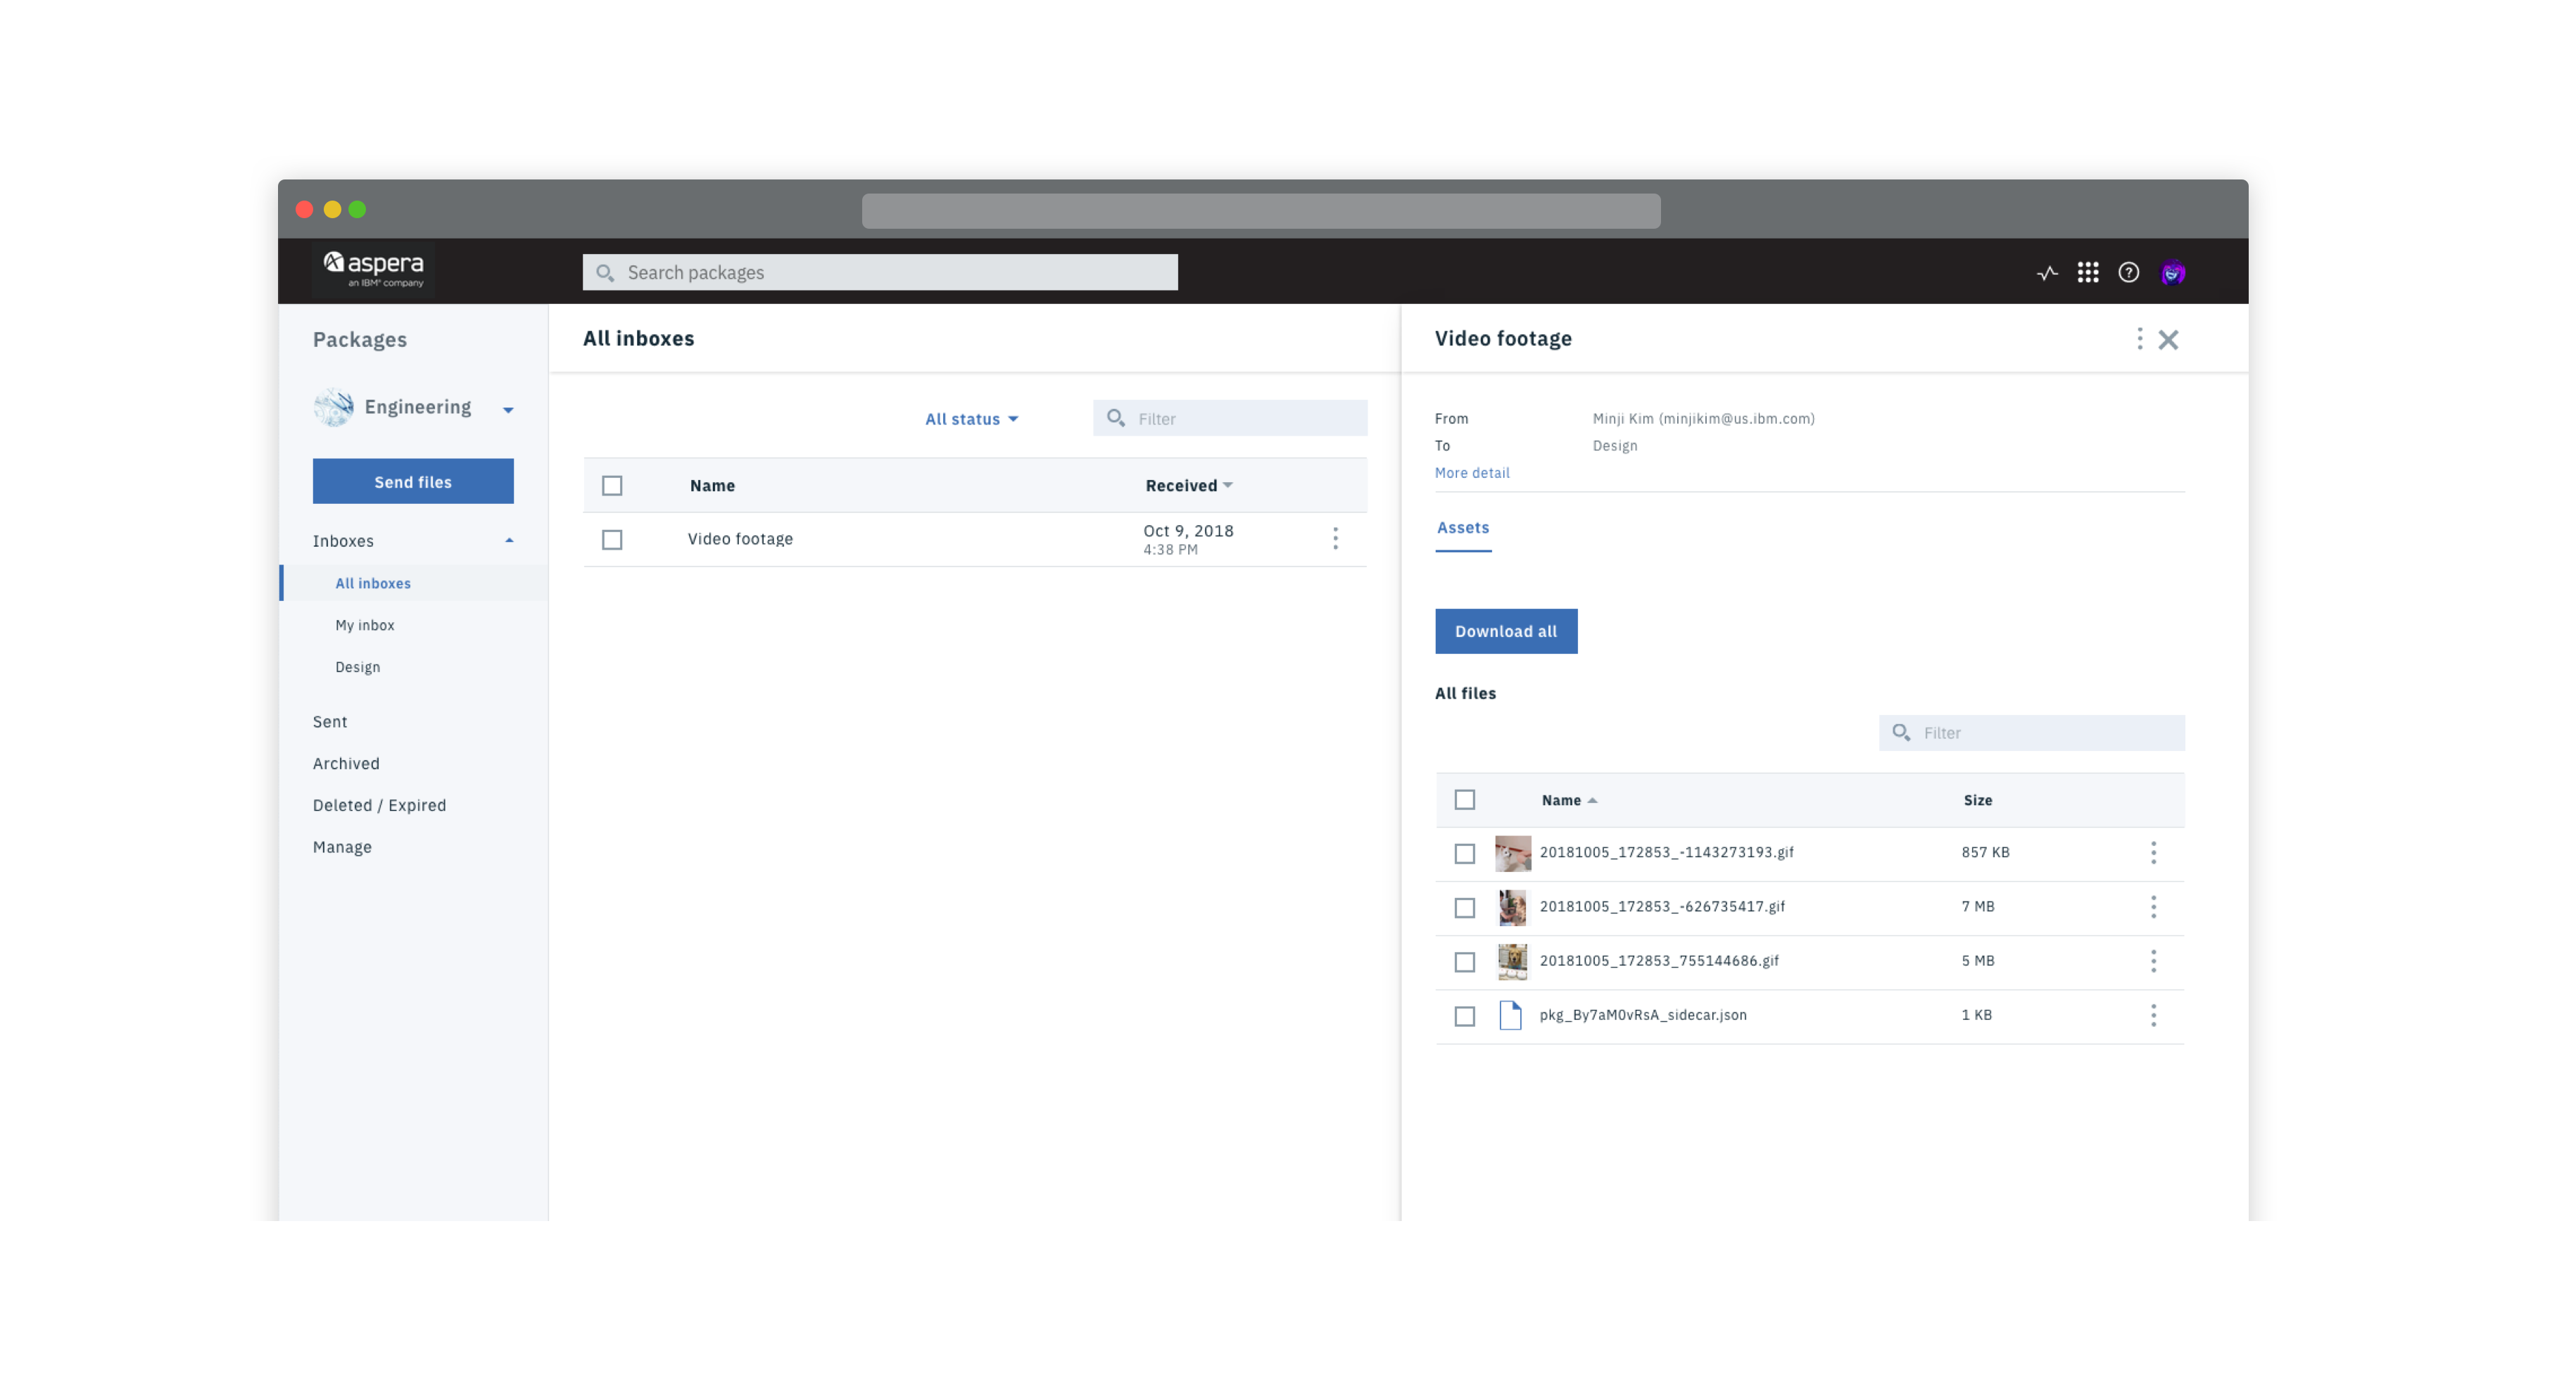 aspera
an IBM® company
Search packages
Packages
Engineering
Send files
Inboxes
All inboxes
My inbox
Design
Sent
Archived
Deleted / Expired
Manage
All inboxes
All status
Filter
Name Received
Video footage Oct 9, 2018
4:38 PM
Video footage
From Minji Kim (minjikim@us.ibm.com)
To Design
More detail
Assets
Download all
All files
Filter
Name Size
20181005_172853_-1143273193.gif 857 KB
20181005_172853_-626735417.gif 7 MB
20181005_172853_755144686.gif 5 MB
pkg_By7aM0vRsA_sidecar.json 1 KB